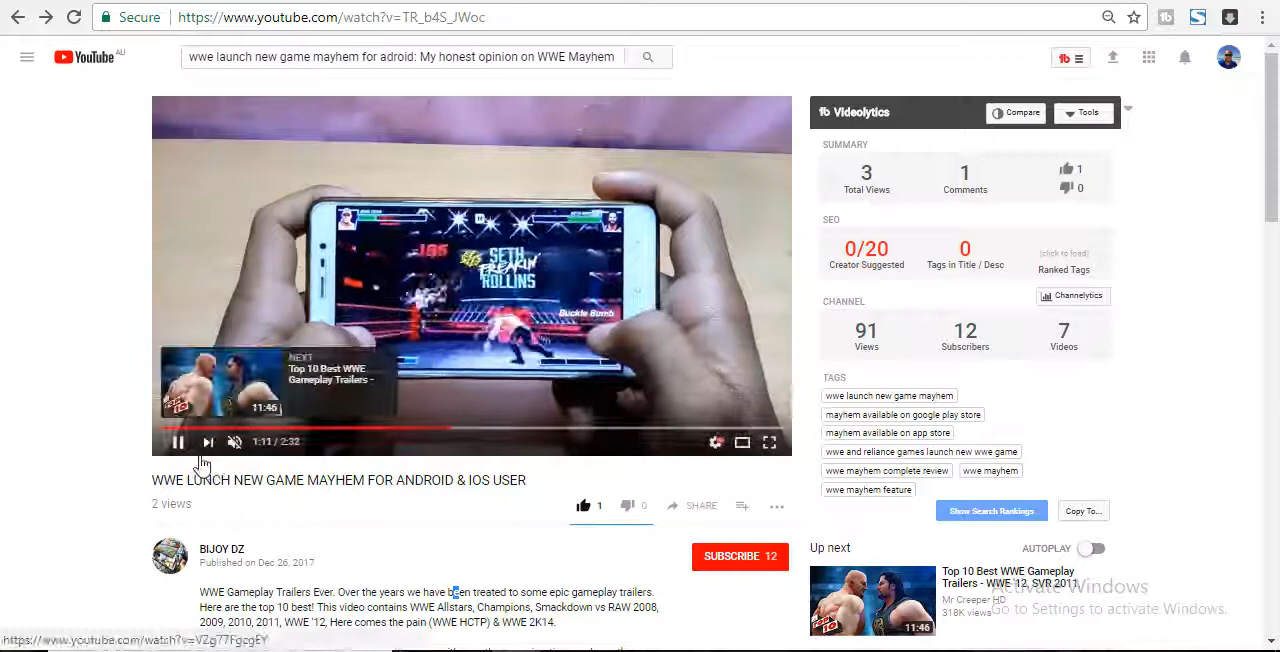 Secure
https://www.youtube.com/watch?v=TR_b4S_JWoc
YouTube AU
wwe launch new game mayhem for adroid: My honest opinion on WWE Mayhem
SETH
FREAKIN'
ROLLINS
Buckle Bomb
NEXT
Top 10 Best WWE
Gameplay Trailers -
11:46
1:11 / 2:32
WWE LUNCH NEW GAME MAYHEM FOR ANDROID & IOS USER
2 views
1
0
SHARE
BIJOY DZ
Published on Dec 26, 2017
SUBSCRIBE 12
WWE Gameplay Trailers Ever. Over the years we have been treated to some epic gameplay trailers.
Here are the top 10 best! This video contains WWE Allstars, Champions, Smackdown vs RAW 2008,
2009, 2010, 2011, WWE '12, Here comes the pain (WWE HCTP) & WWE 2K14.
https://www.youtube.com/watch?v=VZg77FgcgEY
Videolytics
Compare
Tools
SUMMARY
3
Total Views
1
Comments
1
0
SEO
0/20
Creator Suggested
0
Tags in Title / Desc
[click to load]
Ranked Tags
CHANNEL
Channelytics
91
Views
12
Subscribers
7
Videos
TAGS
wwe launch new game mayhem
mayhem available on google play store
mayhem available on app store
wwe and reliance games launch new wwe game
wwe mayhem complete review
wwe mayhem
wwe mayhem feature
Show Search Rankings
Copy To...
Up next
AUTOPLAY
TOP 10
11:46
Top 10 Best WWE Gameplay
Trailers - WWE 12, SVR 2011
Mr Creeper HD
318K views
Activate Windows
Go to Settings to activate Windows.